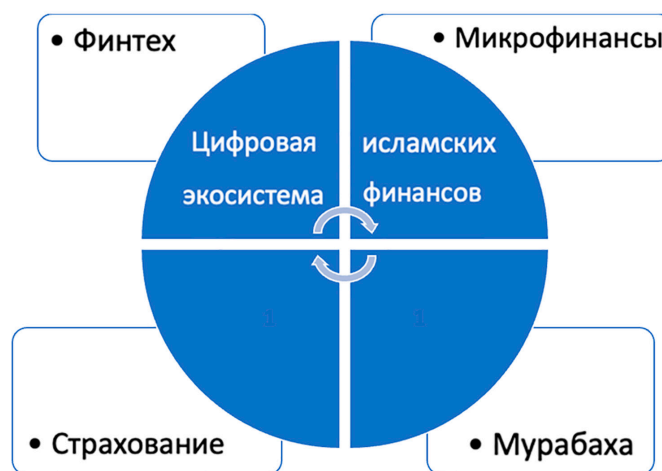 • Финтех
• Микрофинансы
Цифровая исламских
экосистема финансов
1 1
• Страхование
• Мурабаха